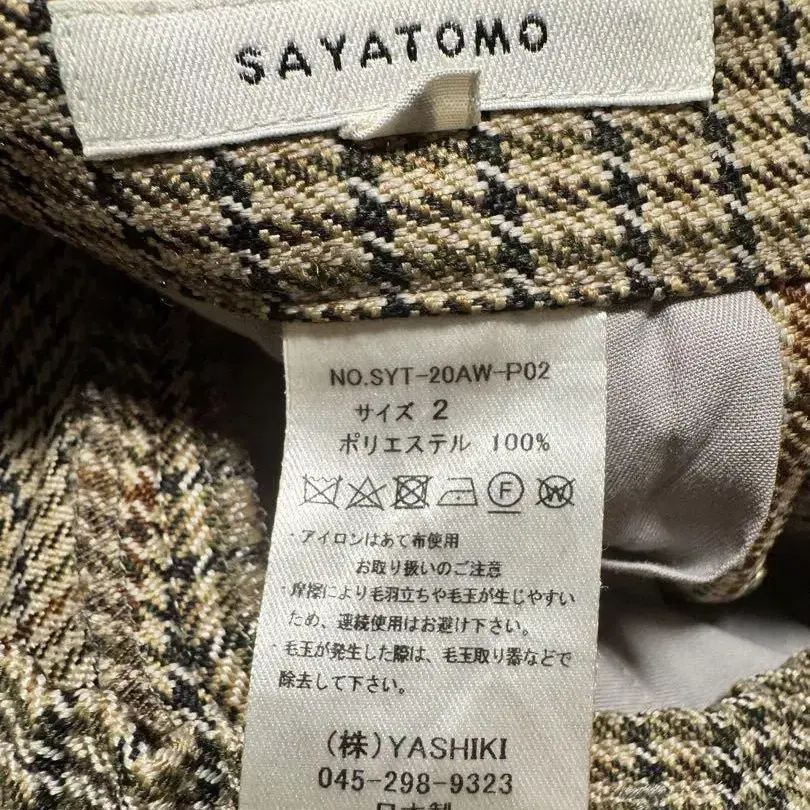 SAYATOMO
NO.SYT-20AW-P02
サイズ 2
ポリエステル 100%
F W
・アイロンはあて布使用
お取り扱いのご注意
・摩擦により毛羽立ちや毛玉が生じやすい
ため、連続使用はお避け下さい。
・毛玉が発生した際は、毛玉取り器などで
除去して下さい。
(株)YASHIKI
045-298-9323
日本製